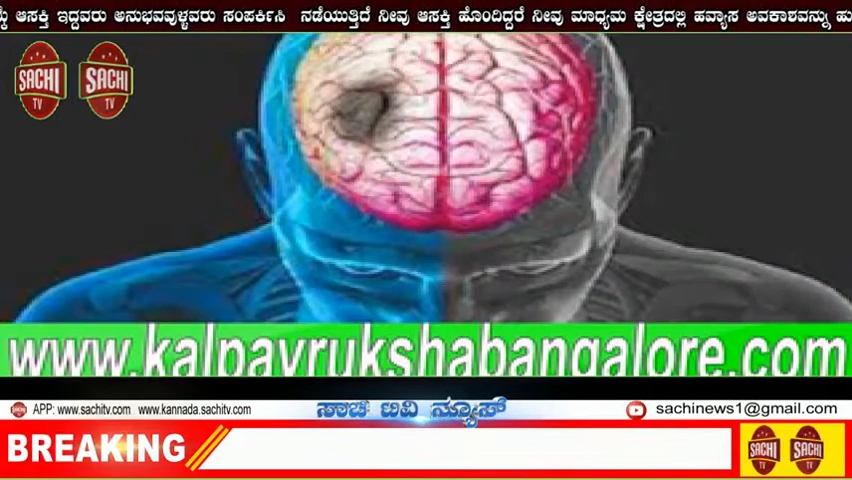 ಆಸಕ್ತಿ ಇದ್ದವರು ಅನುಭವವುಳ್ಳವರು ಸಂಪರ್ಕಿಸಿ ನಡೆಯುತ್ತಿದೆ ನೀವು ಆಸಕ್ತಿ ಹೊಂದಿದ್ದರೆ ನೀವು ಮಾಧ್ಯಮ ಕ್ಷೇತ್ರದಲ್ಲಿ ಹವ್ಯಾಸ ಅವಕಾಶವನ್ನು
SACHI TV SACHI TV
www.kalpavrukshabangalore.com
APP: www.sachitv.com www.kannada.sachitv.com ಸಾಚಿ ಟಿವಿ ನ್ಯೂಸ್ sachinews1@gmail.com
BREAKING SACHI TV SACHI TV